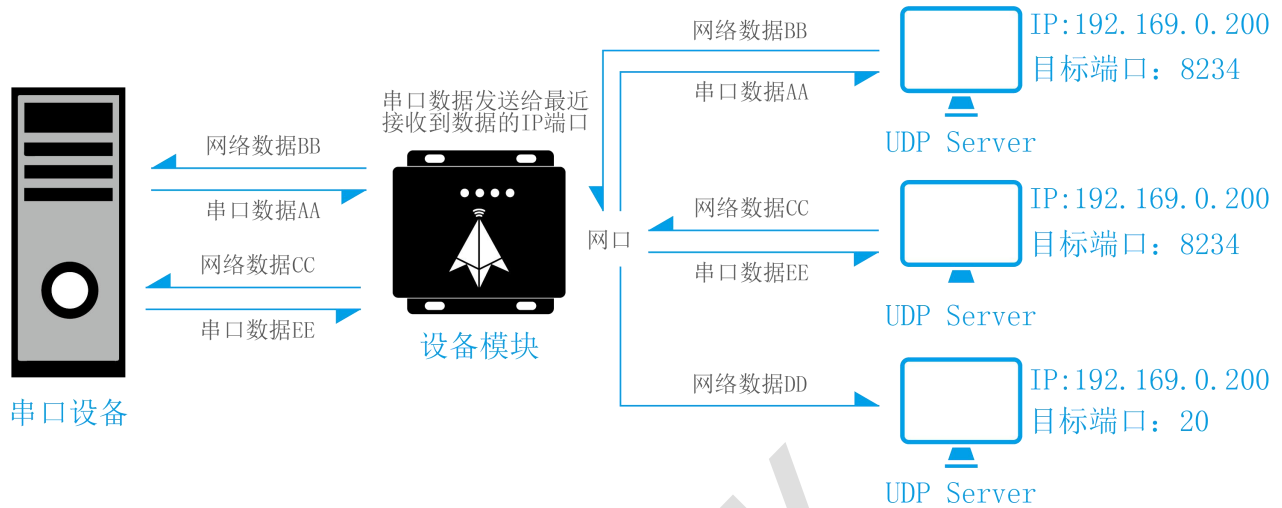 网络数据BB
串口数据AA
网络数据CC
串口数据EE
串口设备
串口数据发送给最近
接收到数据的IP端口
设备模块
网口
网络数据BB
串口数据AA
网络数据CC
串口数据EE
网络数据DD
IP:192.169.0.200
目标端口：8234
UDP Server
IP:192.169.0.200
目标端口：8234
UDP Server
IP:192.169.0.200
目标端口：20
UDP Server